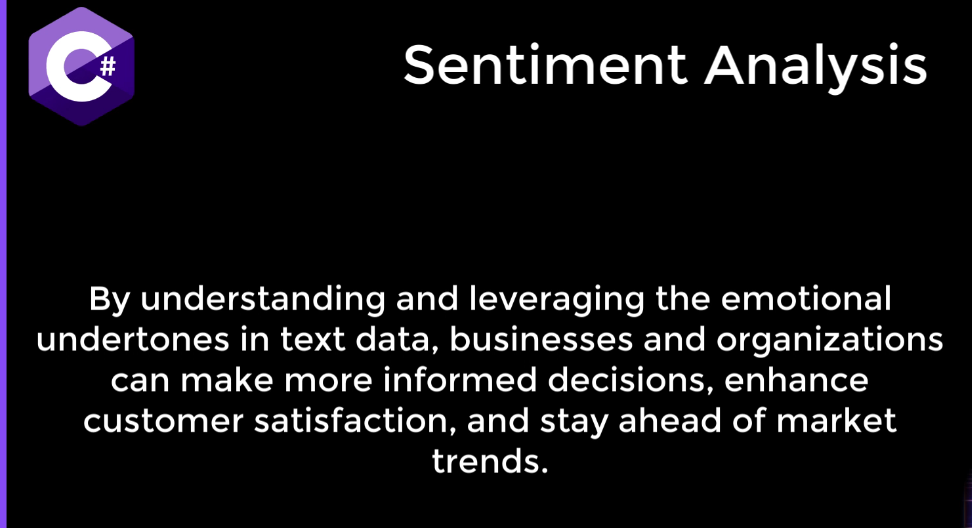 C#
Sentiment Analysis
By understanding and leveraging the emotional
undertones in text data, businesses and organizations
can make more informed decisions, enhance
customer satisfaction, and stay ahead of market
trends.